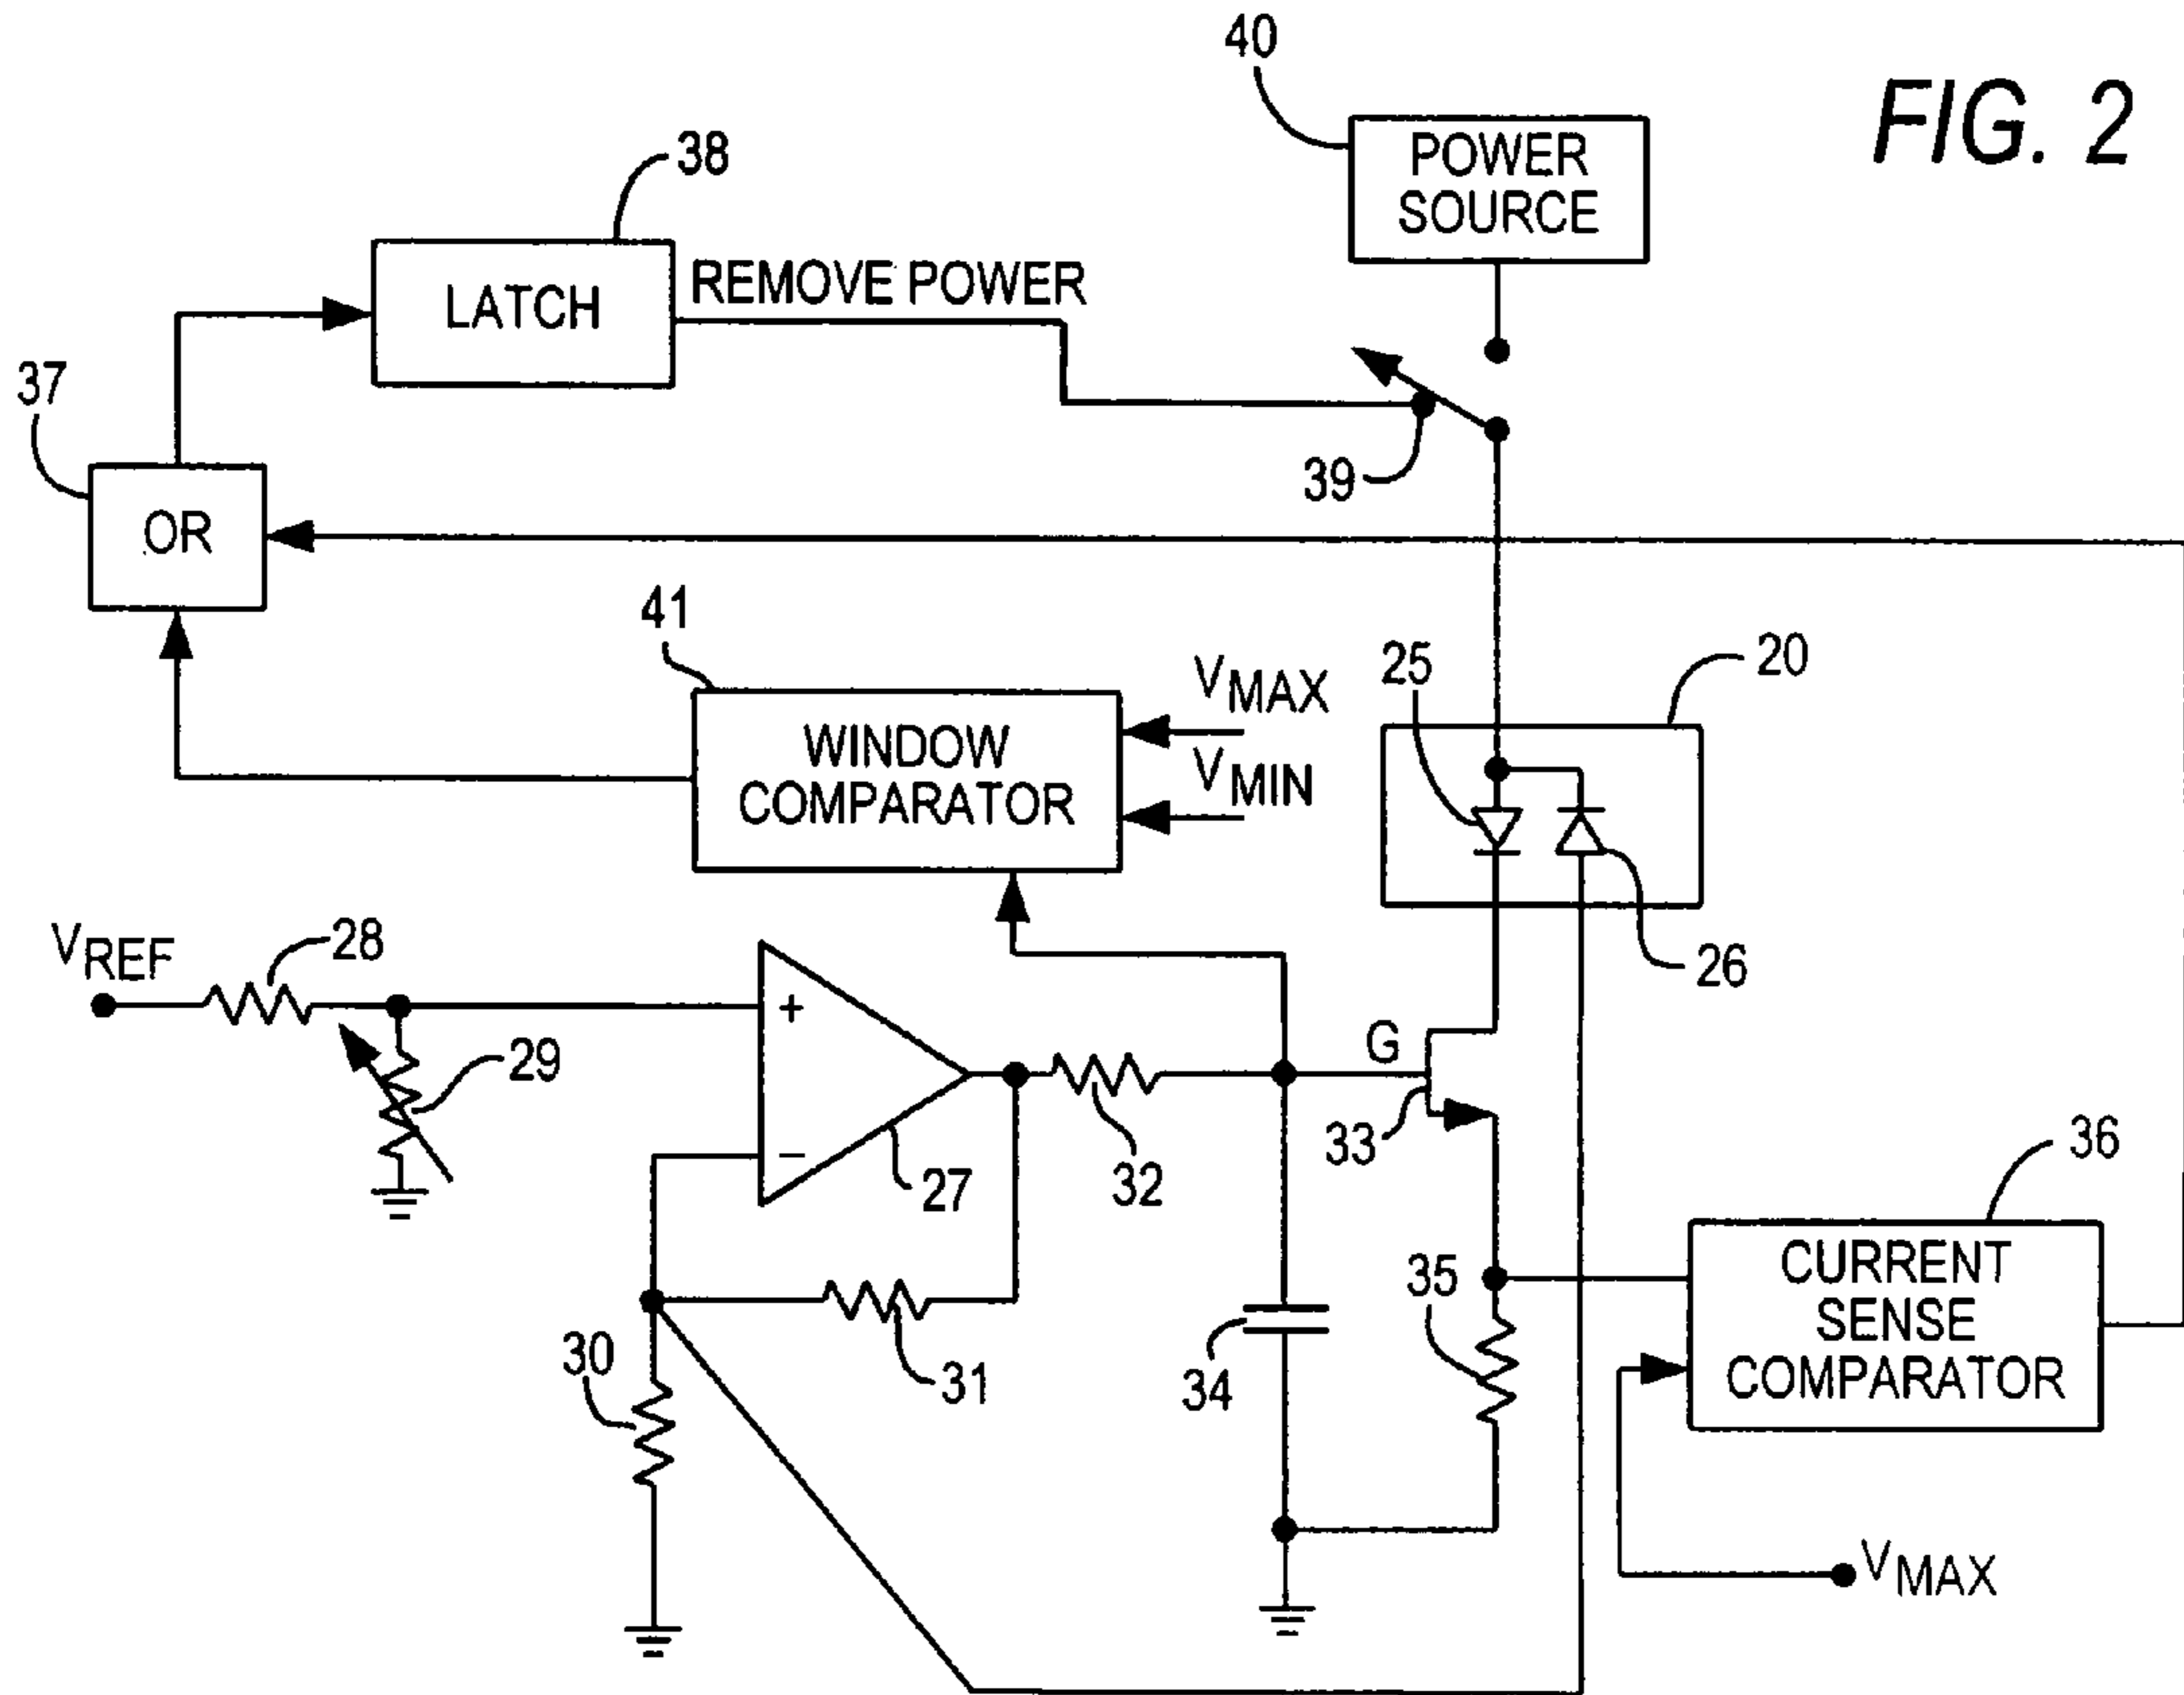 40
FIG. 2
POWER
SOURCE
38
LATCH
REMOVE POWER
37
39
OR
41
VMAX
VMIN
WINDOW
COMPARATOR
25
20
26
VREF
28
29
+
−
27
32
G
33
36
CURRENT
SENSE
COMPARATOR
35
34
30
31
VMAX